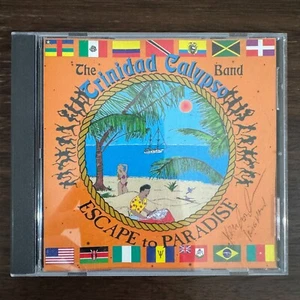 The Trinidad Calypso Band
ESCAPE to PARADISE